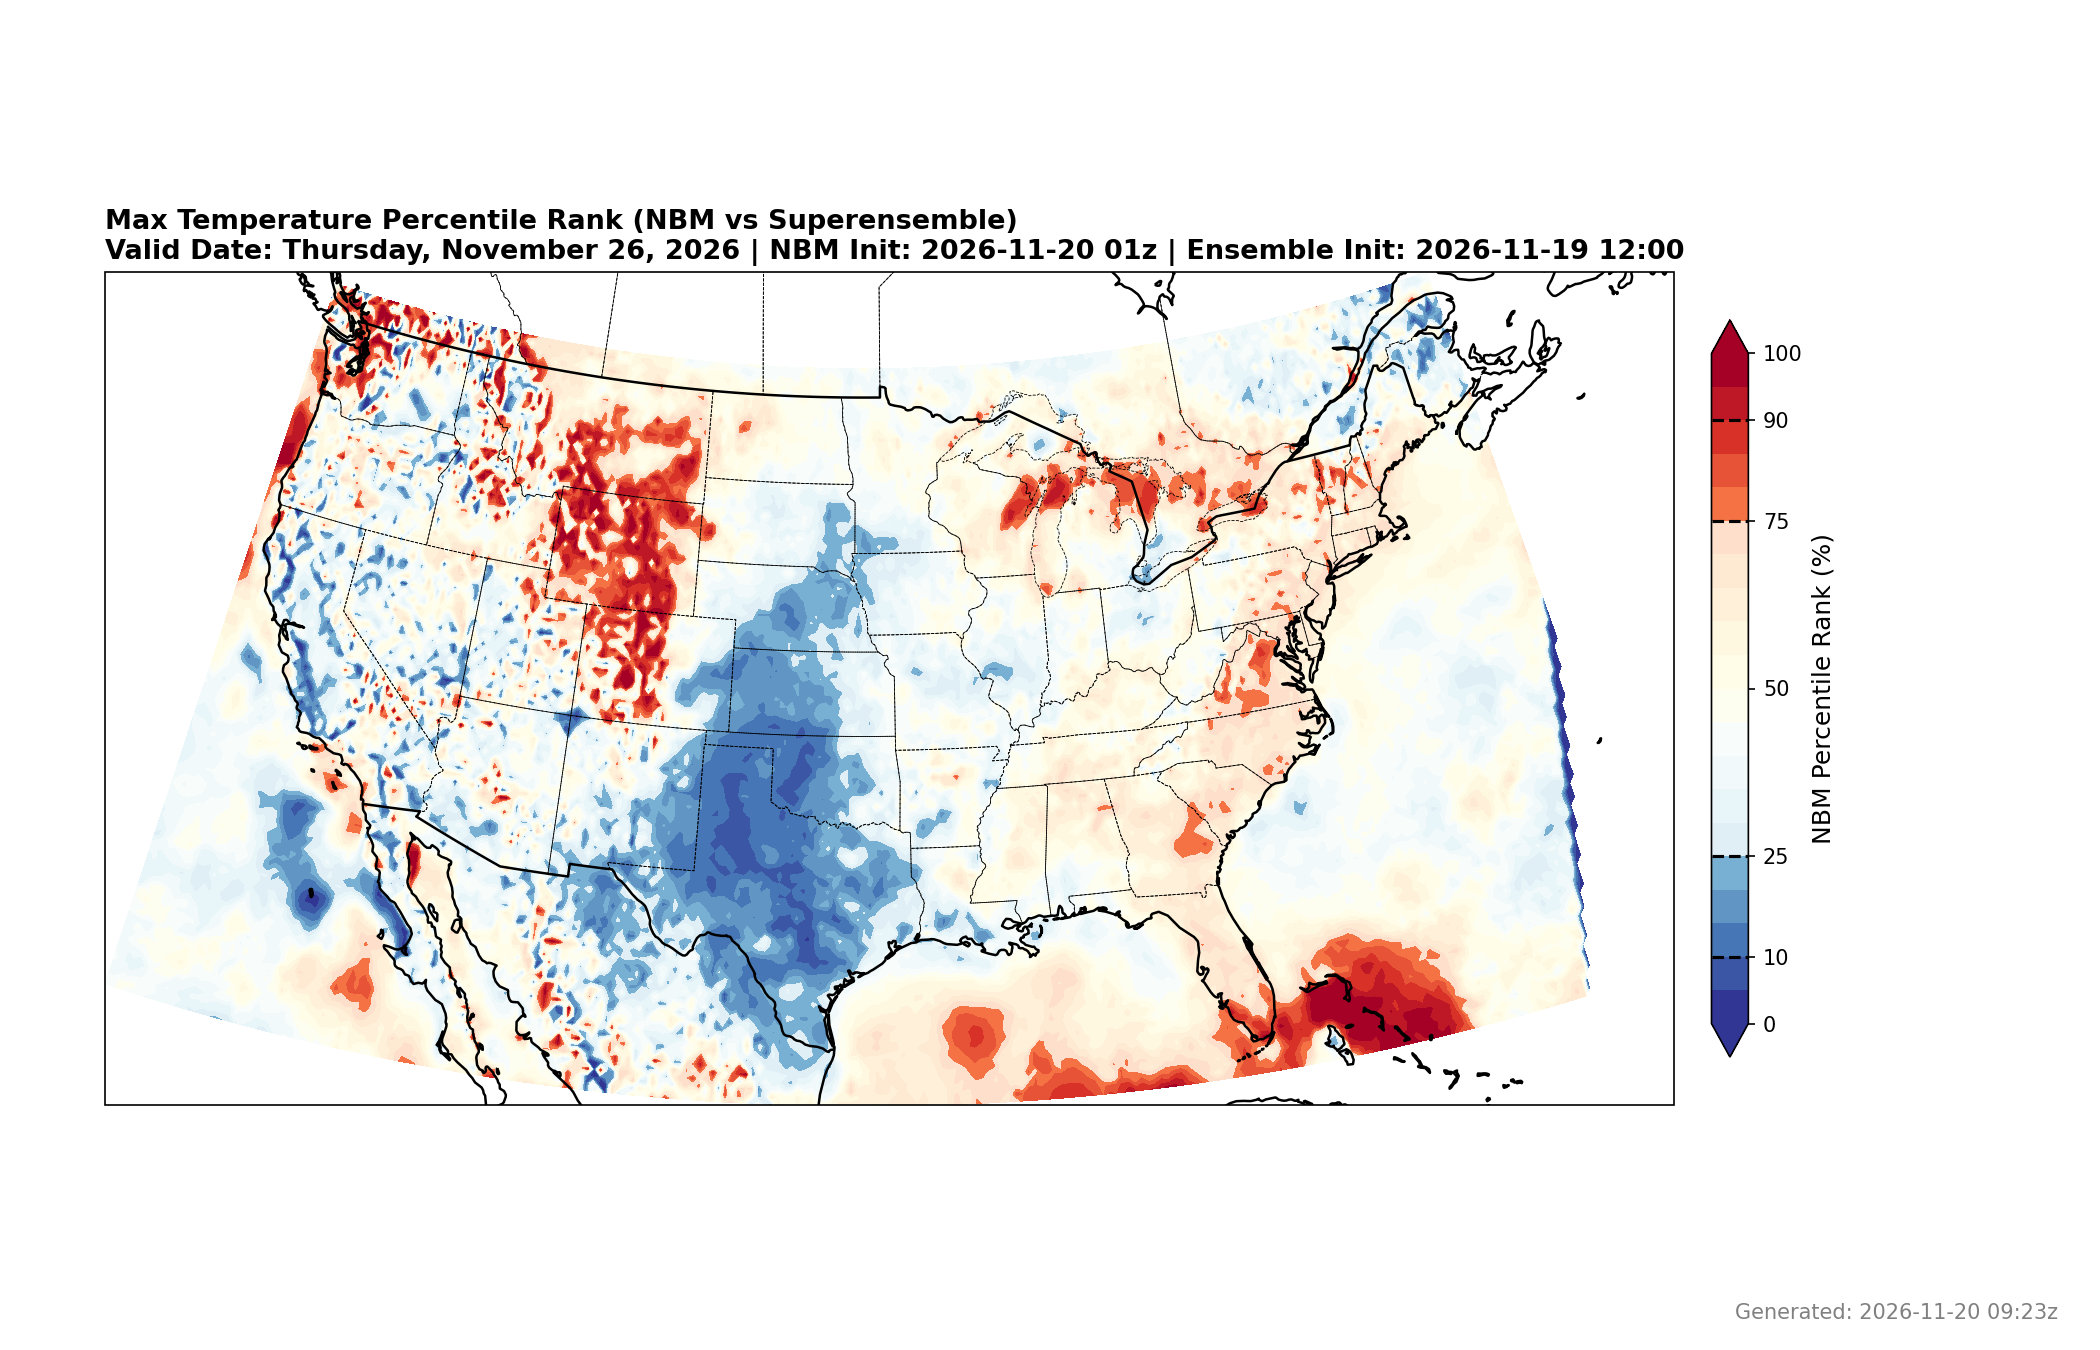 Max Temperature Percentile Rank (NBM vs Superensemble)
Valid Date: Thursday, November 26, 2026 | NBM Init: 2026-11-20 01z | Ensemble Init: 2026-11-19 12:00
100
90
75
50
25
10
0
NBM Percentile Rank (%)
Generated: 2026-11-20 09:23z